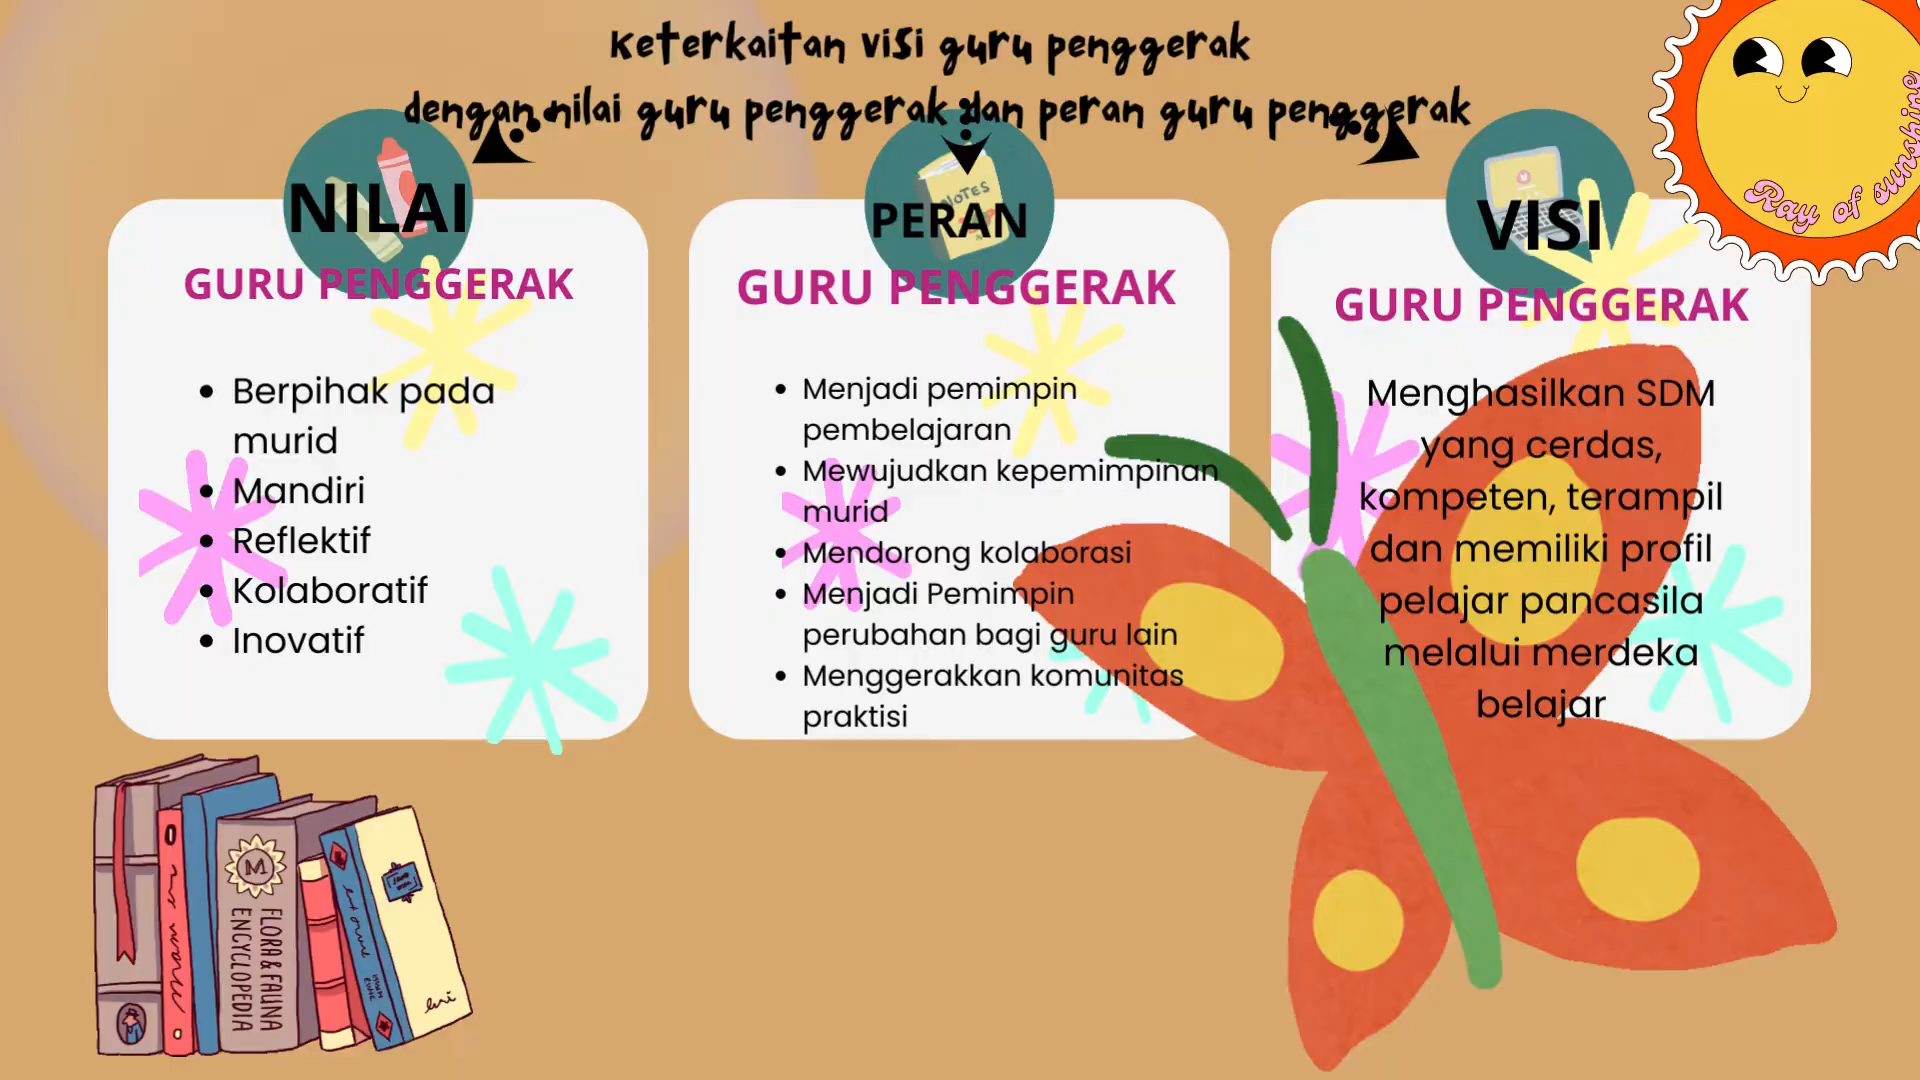 Keterkaitan visi guru penggerak
dengan nilai guru penggerak dan peran guru penggerak
NILAI
GURU PENGGERAK
• Berpihak pada
murid
• Mandiri
• Reflektif
• Kolaboratif
• Inovatif
NOTES
PERAN
GURU PENGGERAK
• Menjadi pemimpin
pembelajaran
• Mewujudkan kepemimpinan
murid
• Mendorong kolaborasi
• Menjadi Pemimpin
perubahan bagi guru lain
• Menggerakkan komunitas
praktisi
VISI
GURU PENGGERAK
Menghasilkan SDM
yang cerdas,
kompeten, terampil
dan memiliki profil
pelajar pancasila
melalui merdeka
belajar
Ray of sunshine
M
FLORA & FAUNA
ENCYCLOPEDIA